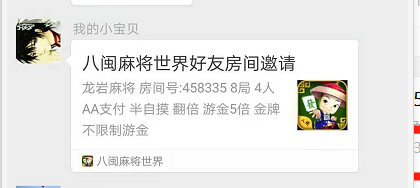 我的小宝贝
八闽麻将世界好友房间邀请
龙岩麻将 房间号:458335 8局 4人
AA支付 半自摸 翻倍 游金5倍 金牌
不限制游金
八闽麻将世界